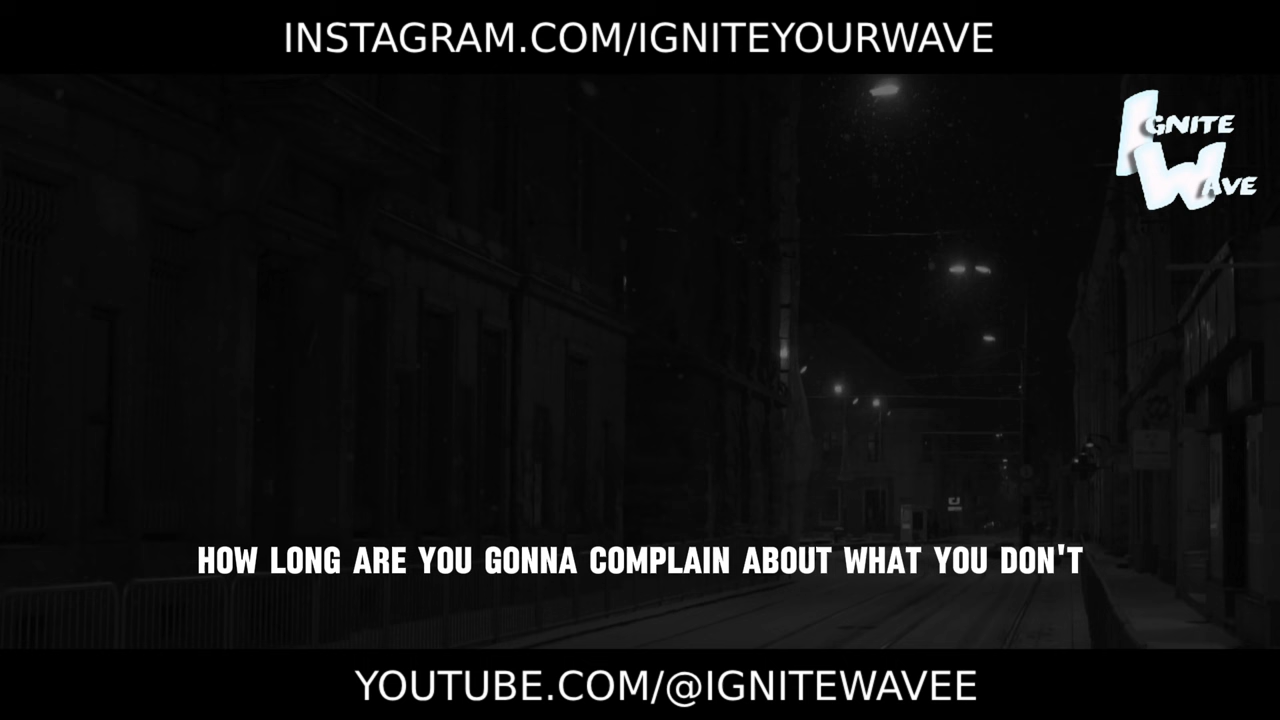 INSTAGRAM.COM/IGNITEYOURWAVE
IGNITE
WAVE
HOW LONG ARE YOU GONNA COMPLAIN ABOUT WHAT YOU DON'T
YOUTUBE.COM/@IGNITEWAVEE